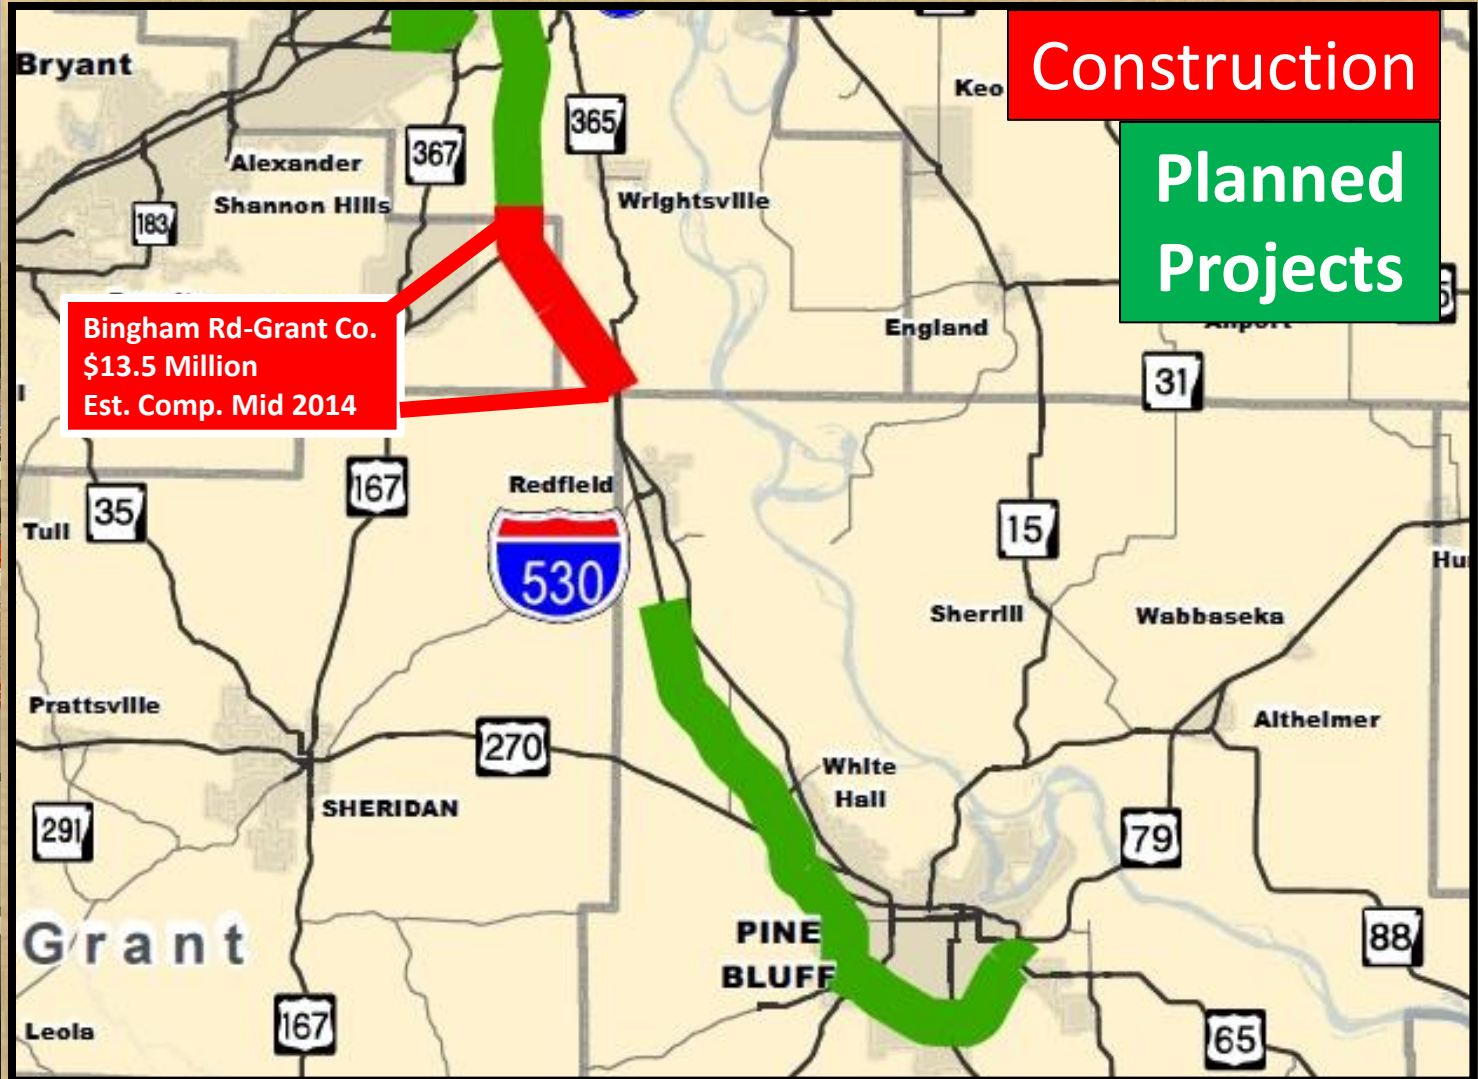 Construction
Planned
Projects
Bryant
Keo
365
367
Alexander
Shannon Hills
Wrightsville
183
Bingham Rd-Grant Co.
$13.5 Million
Est. Comp. Mid 2014
England
31
Redfield
167
35
Tull
530
15
Sherrill
Wabbaseka
Prattsville
Altheimer
270
White
Hall
SHERIDAN
291
79
PINE
BLUFF
Grant
88
167
Leola
65